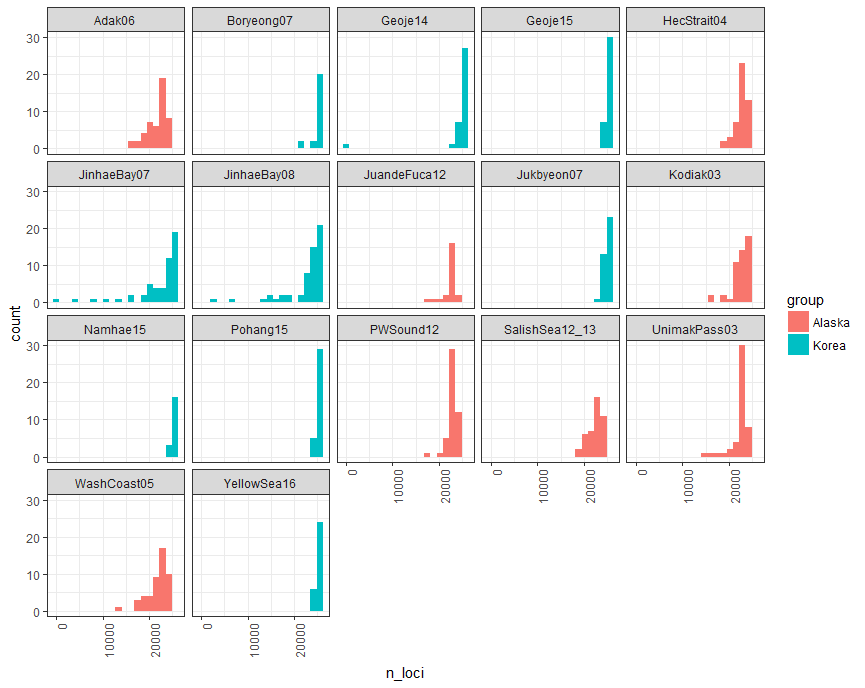 Adak06 Boryeong07 Geoje14 Geoje15 HecStrait04
30
20
10
0
JinhaeBay07 JinhaeBay08 JuandeFuca12 Jukbyeon07 Kodiak03
30
20
10
0
Namhae15 Pohang15 PWSound12 SalishSea12_13 UnimakPass03
30
20
10
0
0 10000 20000 0 10000 20000 0 10000 20000
WashCoast05 YellowSea16
30
20
10
0
0 10000 20000 0 10000 20000
n_loci
count
group
Alaska
Korea